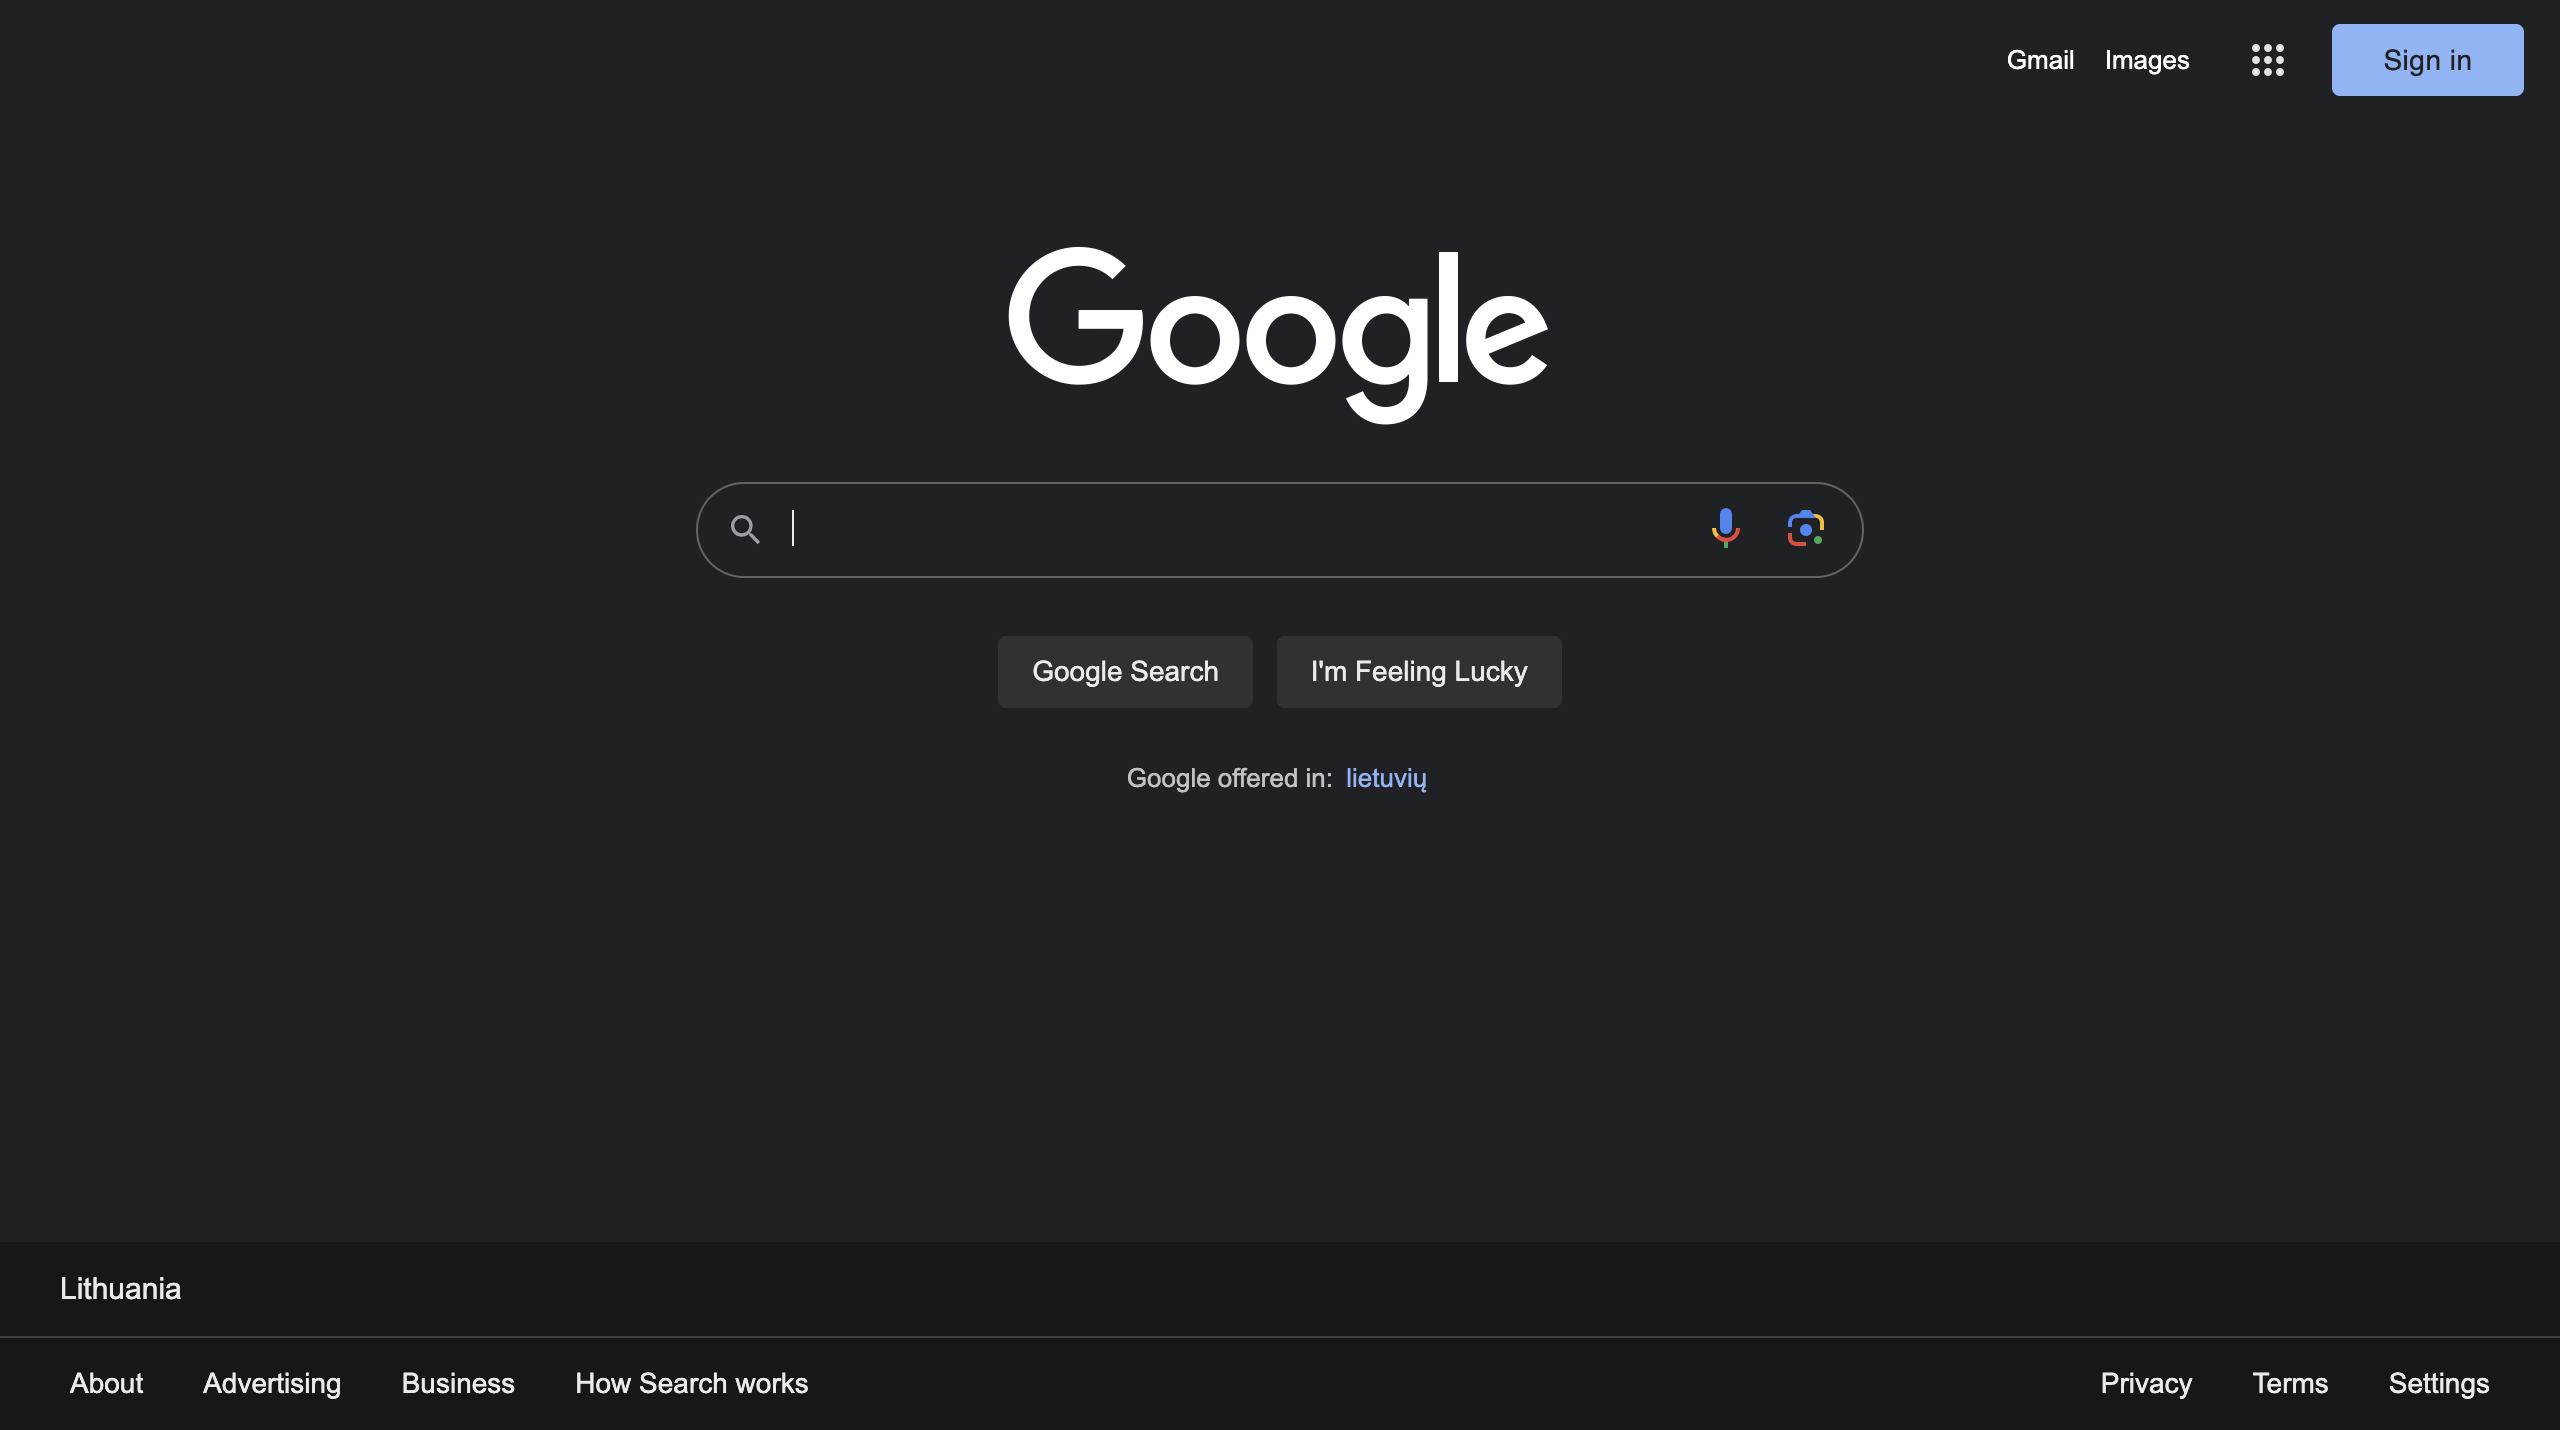 Gmail Images Sign in
Google
Google Search I'm Feeling Lucky
Google offered in: lietuvių
Lithuania
About Advertising Business How Search works Privacy Terms Settings